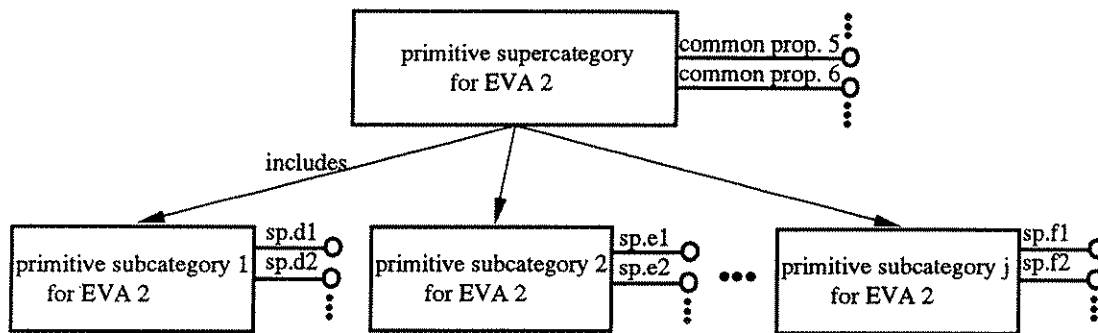 primitive supercategory
for EVA 2
common prop. 5
common prop. 6
includes
primitive subcategory 1
for EVA 2
sp.d1
sp.d2
primitive subcategory 2
for EVA 2
sp.e1
sp.e2
primitive subcategory j
for EVA 2
sp.f1
sp.f2